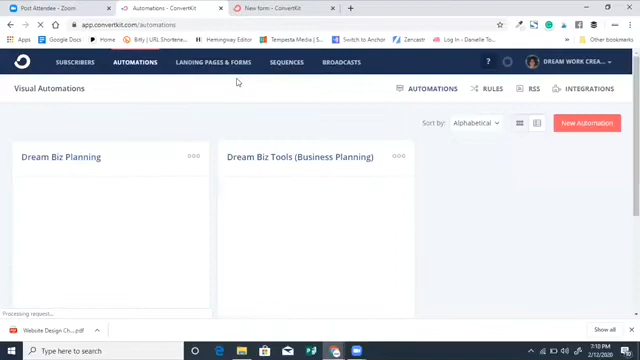 Post Attendee - Zoom
Automations - ConvertKit
New form - ConvertKit
app.convertkit.com/automations
Apps
Google Docs
Home
Bitly | URL Shortene...
Hemingway Editor
Tempesta Media | S...
Switch to Anchor
Zencastr
Log In ‹ Danielle To...
Other bookmarks
SUBSCRIBERS
AUTOMATIONS
LANDING PAGES & FORMS
SEQUENCES
BROADCASTS
?
DREAM WORK CREA...
Visual Automations
AUTOMATIONS
RULES
RSS
INTEGRATIONS
Sort by:
Alphabetical
New Automation
Dream Biz Planning
Dream Biz Tools (Business Planning)
Processing request...
Website Design Ch....pdf
Show all
Type here to search
7:10 PM
2/12/2020